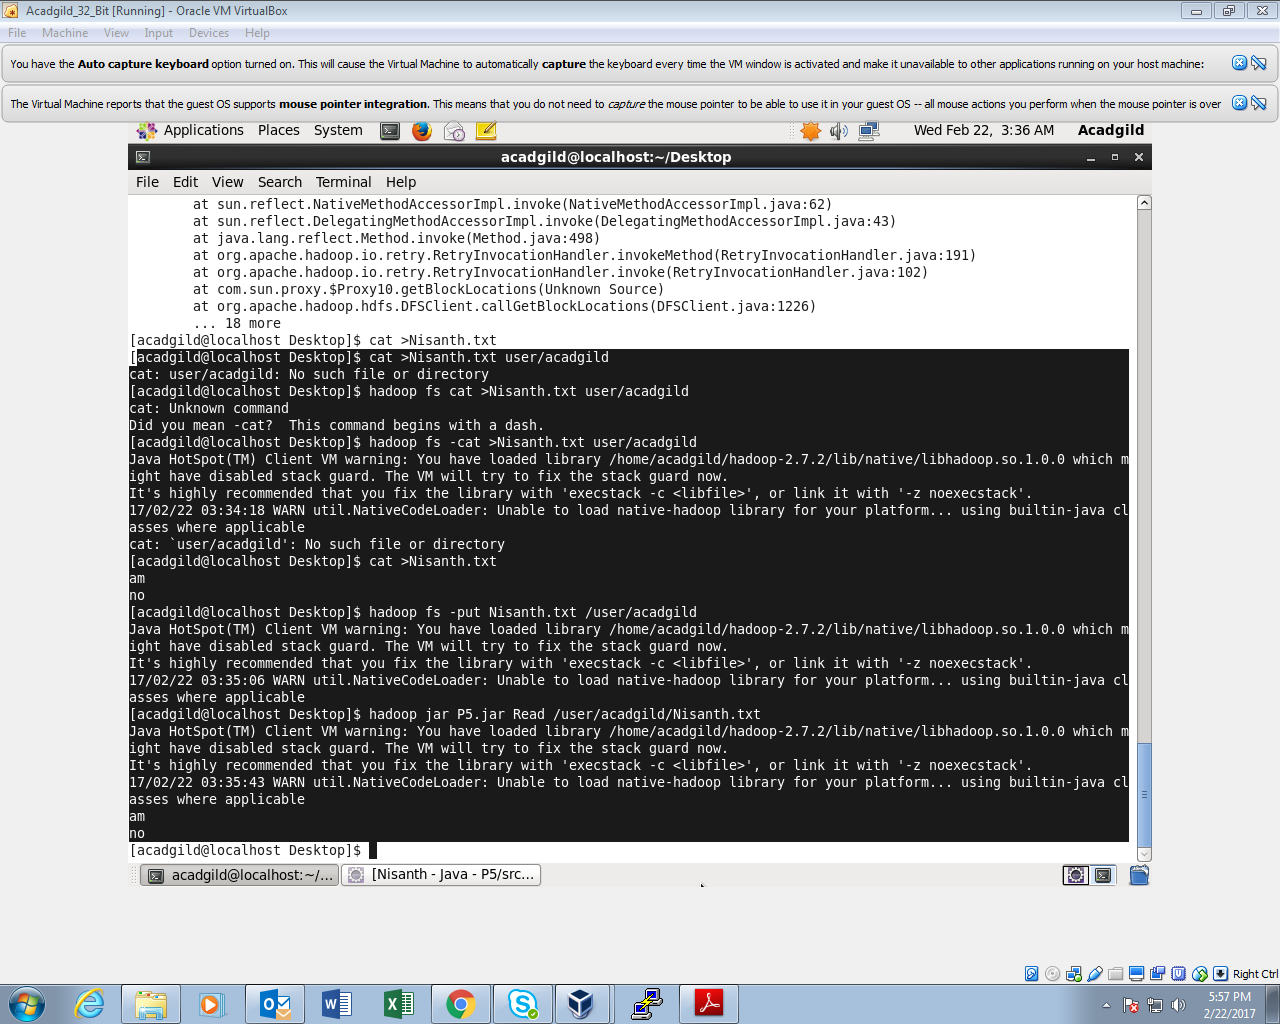 Acadgild_32_Bit [Running] - Oracle VM VirtualBox
File Machine View Input Devices Help
You have the Auto capture keyboard option turned on. This will cause the Virtual Machine to automatically capture the keyboard every time the VM window is activated and make it unavailable to other applications running on your host machine:
The Virtual Machine reports that the guest OS supports mouse pointer integration. This means that you do not need to capture the mouse pointer to be able to use it in your guest OS -- all mouse actions you perform when the mouse pointer is over
Applications Places System Wed Feb 22, 3:36 AM Acadgild
acadgild@localhost:~/Desktop
File Edit View Search Terminal Help
at sun.reflect.NativeMethodAccessorImpl.invoke(NativeMethodAccessorImpl.java:62)
at sun.reflect.DelegatingMethodAccessorImpl.invoke(DelegatingMethodAccessorImpl.java:43)
at java.lang.reflect.Method.invoke(Method.java:498)
at org.apache.hadoop.io.retry.RetryInvocationHandler.invokeMethod(RetryInvocationHandler.java:191)
at org.apache.hadoop.io.retry.RetryInvocationHandler.invoke(RetryInvocationHandler.java:102)
at com.sun.proxy.$Proxy10.getBlockLocations(Unknown Source)
at org.apache.hadoop.hdfs.DFSClient.callGetBlockLocations(DFSClient.java:1226)
... 18 more
[acadgild@localhost Desktop]$ cat >Nisanth.txt
[acadgild@localhost Desktop]$ cat >Nisanth.txt user/acadgild
cat: user/acadgild: No such file or directory
[acadgild@localhost Desktop]$ hadoop fs cat >Nisanth.txt user/acadgild
cat: Unknown command
Did you mean -cat?  This command begins with a dash.
[acadgild@localhost Desktop]$ hadoop fs -cat >Nisanth.txt user/acadgild
Java HotSpot(TM) Client VM warning: You have loaded library /home/acadgild/hadoop-2.7.2/lib/native/libhadoop.so.1.0.0 which m
ight have disabled stack guard. The VM will try to fix the stack guard now.
It's highly recommended that you fix the library with 'execstack -c <libfile>', or link it with '-z noexecstack'.
17/02/22 03:34:18 WARN util.NativeCodeLoader: Unable to load native-hadoop library for your platform... using builtin-java cl
asses where applicable
cat: `user/acadgild': No such file or directory
[acadgild@localhost Desktop]$ cat >Nisanth.txt
am
no
[acadgild@localhost Desktop]$ hadoop fs -put Nisanth.txt /user/acadgild
Java HotSpot(TM) Client VM warning: You have loaded library /home/acadgild/hadoop-2.7.2/lib/native/libhadoop.so.1.0.0 which m
ight have disabled stack guard. The VM will try to fix the stack guard now.
It's highly recommended that you fix the library with 'execstack -c <libfile>', or link it with '-z noexecstack'.
17/02/22 03:35:06 WARN util.NativeCodeLoader: Unable to load native-hadoop library for your platform... using builtin-java cl
asses where applicable
[acadgild@localhost Desktop]$ hadoop jar P5.jar Read /user/acadgild/Nisanth.txt
Java HotSpot(TM) Client VM warning: You have loaded library /home/acadgild/hadoop-2.7.2/lib/native/libhadoop.so.1.0.0 which m
ight have disabled stack guard. The VM will try to fix the stack guard now.
It's highly recommended that you fix the library with 'execstack -c <libfile>', or link it with '-z noexecstack'.
17/02/22 03:35:43 WARN util.NativeCodeLoader: Unable to load native-hadoop library for your platform... using builtin-java cl
asses where applicable
am
no
[acadgild@localhost Desktop]$
acadgild@localhost:~/... [Nisanth - Java - P5/src...
Right Ctrl
5:57 PM
2/22/2017